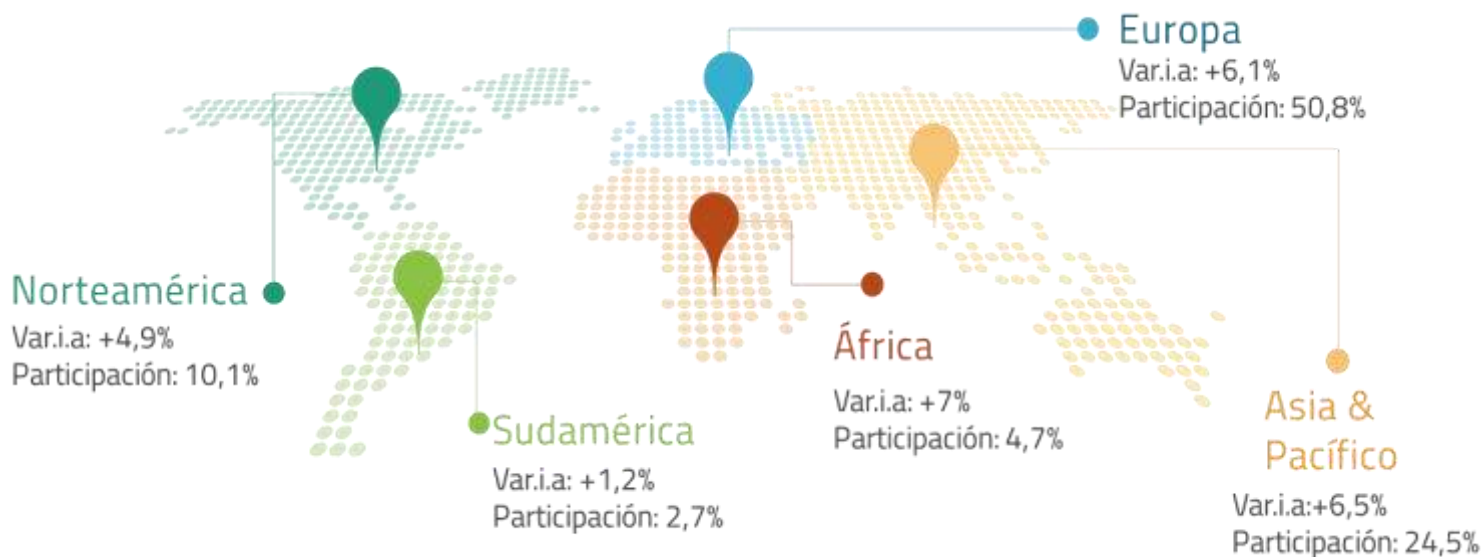 Europa
Var.i.a: +6,1%
Participación: 50,8%
Norteamérica
Var.i.a: +4,9%
Participación: 10,1%
África
Var.i.a: +7%
Participación: 4,7%
Sudamérica
Var.i.a: +1,2%
Participación: 2,7%
Asia &
Pacífico
Var.i.a:+6,5%
Participación: 24,5%